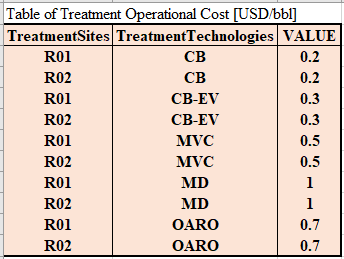 Table of Treatment Operational Cost [USD/bbl]
TreatmentSites TreatmentTechnologies VALUE
R01 CB 0.2
R02 CB 0.2
R01 CB-EV 0.3
R02 CB-EV 0.3
R01 MVC 0.5
R02 MVC 0.5
R01 MD 1
R02 MD 1
R01 OARO 0.7
R02 OARO 0.7